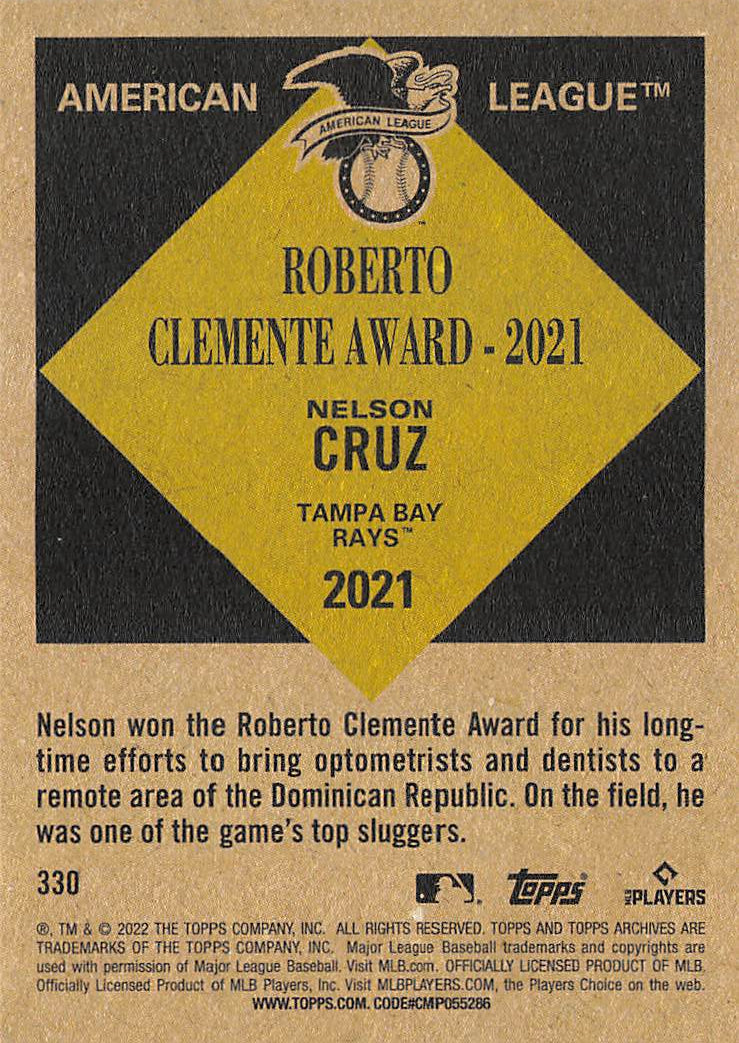 AMERICAN LEAGUE™
AMERICAN LEAGUE
™
ROBERTO
CLEMENTE AWARD - 2021
NELSON
CRUZ
TAMPA BAY
RAYS™
2021
Nelson won the Roberto Clemente Award for his long-
time efforts to bring optometrists and dentists to a
remote area of the Dominican Republic. On the field, he
was one of the game's top sluggers.
330
topps®
MLB PLAYERS
®, TM & © 2022 THE TOPPS COMPANY, INC. ALL RIGHTS RESERVED. TOPPS AND TOPPS ARCHIVES ARE
TRADEMARKS OF THE TOPPS COMPANY, INC. Major League Baseball trademarks and copyrights are
used with permission of Major League Baseball. Visit MLB.com. OFFICIALLY LICENSED PRODUCT OF MLB
Officially Licensed Product of MLB Players, Inc. Visit MLBPLAYERS.COM, the Players Choice on the web.
WWW.TOPPS.COM. CODE#CMP055286